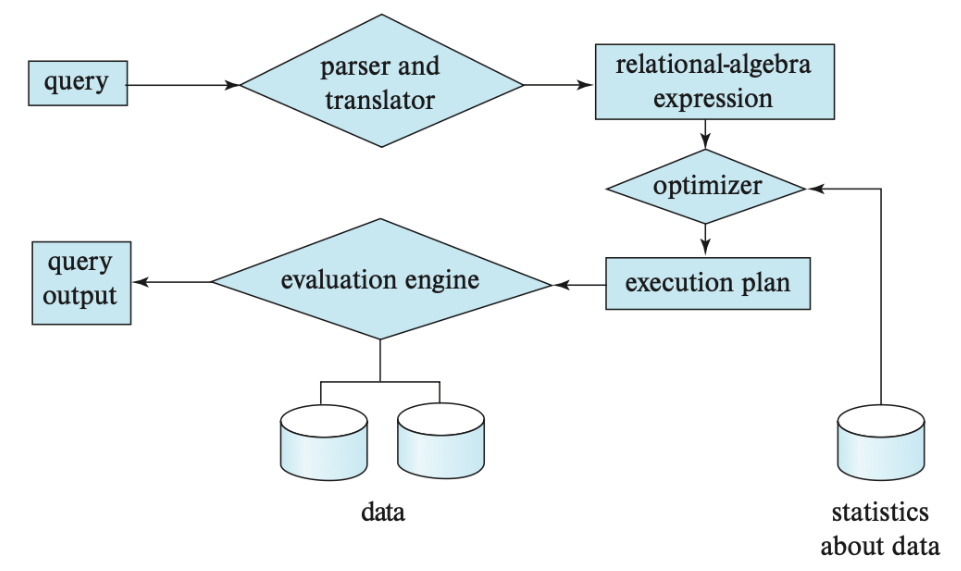 query
parser and
translator
relational-algebra
expression
optimizer
execution plan
evaluation engine
query
output
data
statistics
about data